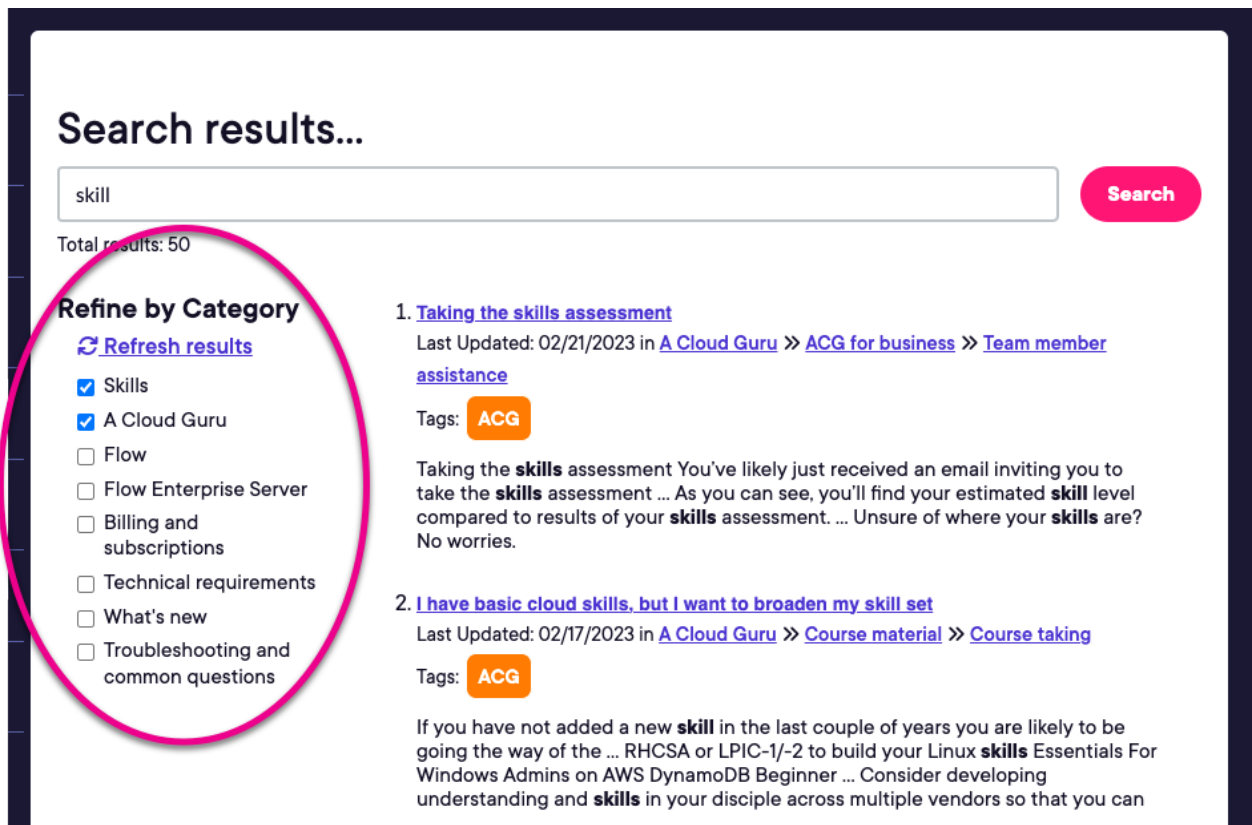 Search results...
skill
Search
Total results: 50
Refine by Category
Refresh results
Skills
A Cloud Guru
Flow
Flow Enterprise Server
Billing and
subscriptions
Technical requirements
What's new
Troubleshooting and
common questions
1. Taking the skills assessment
Last Updated: 02/21/2023 in A Cloud Guru » ACG for business » Team member
assistance
Tags: ACG
Taking the skills assessment You've likely just received an email inviting you to
take the skills assessment ... As you can see, you'll find your estimated skill level
compared to results of your skills assessment. ... Unsure of where your skills are?
No worries.
2. I have basic cloud skills, but I want to broaden my skill set
Last Updated: 02/17/2023 in A Cloud Guru » Course material » Course taking
Tags: ACG
If you have not added a new skill in the last couple of years you are likely to be
going the way of the ... RHCSA or LPIC-1/-2 to build your Linux skills Essentials For
Windows Admins on AWS DynamoDB Beginner ... Consider developing
understanding and skills in your disciple across multiple vendors so that you can